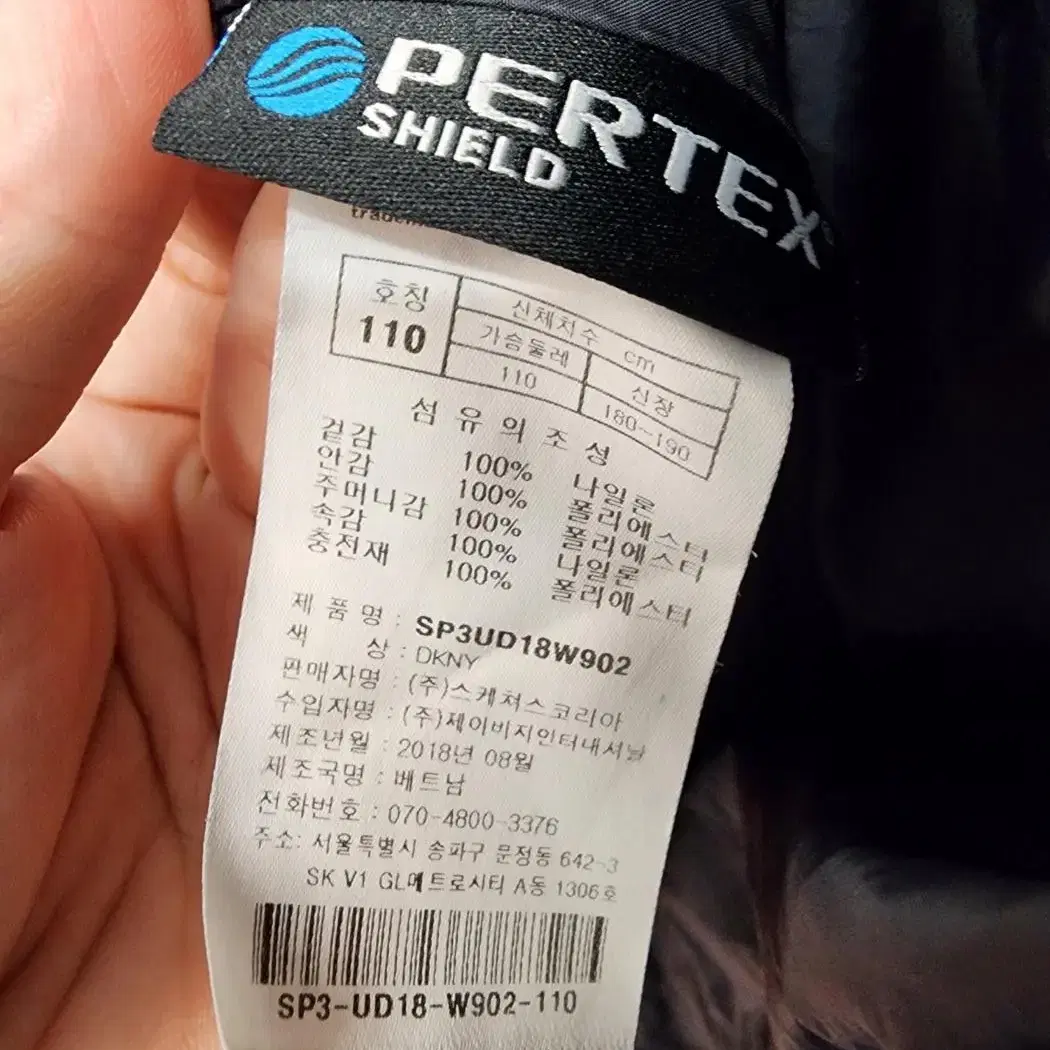 PERTEX
SHIELD
호칭
110
신체치수 cm
가슴둘레 신장
110 180~190
섬유의 조성
겉감 100% 나일론
안감 100% 폴리에스터
주머니감 100% 폴리에스터
속감 100% 나일론
충전재 100% 폴리에스터
제 품 명 : SP3UD18W902
색 상 : DKNY
판매자명 : (주)스케쳐스코리아
수입자명 : (주)제이비지인터내셔날
제조년월 : 2018년 08월
제조국명 : 베트남
전화번호 : 070-4800-3376
주소: 서울특별시 송파구 문정동 642-3
SK V1 GL메트로시티 A동 1306호
SP3-UD18-W902-110